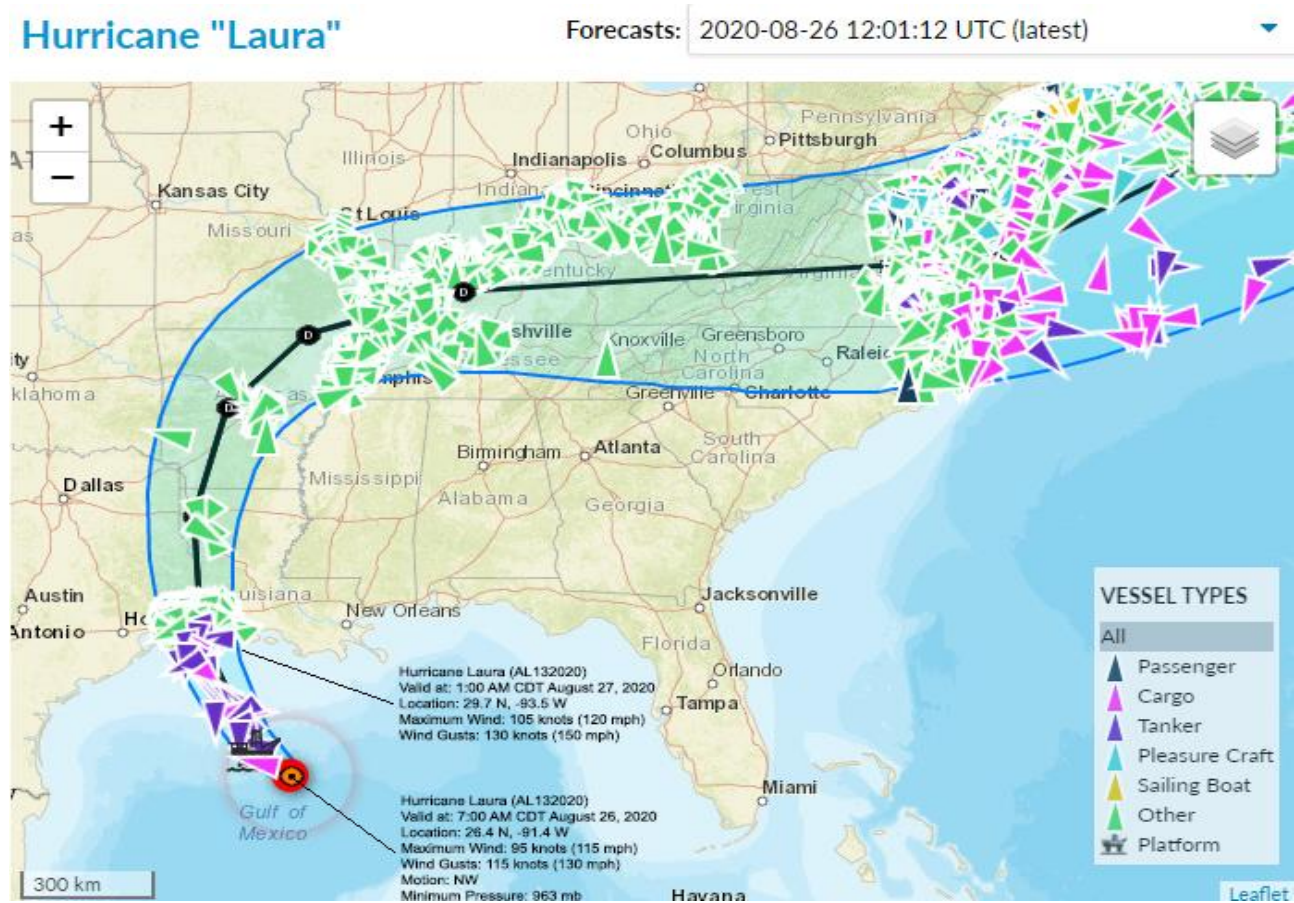 Hurricane "Laura"
Forecasts: 2020-08-26 12:01:12 UTC (latest)
+
−
Pennsylvania
Ohio
Pittsburgh
Illinois
Indianapolis
Columbus
Kansas City
St Louis
Missouri
Virginia
D
D
D
Knoxville
Greensboro
North
Carolina
Greenville
Charlotte
South
Carolina
Birmingham
Atlanta
Mississippi
Alabama
Georgia
Dallas
Austin
Antonio
New Orleans
Jacksonville
Florida
Orlando
Tampa
Miami
Havana
Gulf of
Mexico
Hurricane Laura (AL132020)
Valid at: 1:00 AM CDT August 27, 2020
Location: 29.7 N, -93.5 W
Maximum Wind: 105 knots (120 mph)
Wind Gusts: 130 knots (150 mph)
Hurricane Laura (AL132020)
Valid at: 7:00 AM CDT August 26, 2020
Location: 26.4 N, -91.4 W
Maximum Wind: 95 knots (115 mph)
Wind Gusts: 115 knots (130 mph)
Motion: NW
Minimum Pressure: 963 mb
VESSEL TYPES
All
Passenger
Cargo
Tanker
Pleasure Craft
Sailing Boat
Other
Platform
300 km
Leaflet